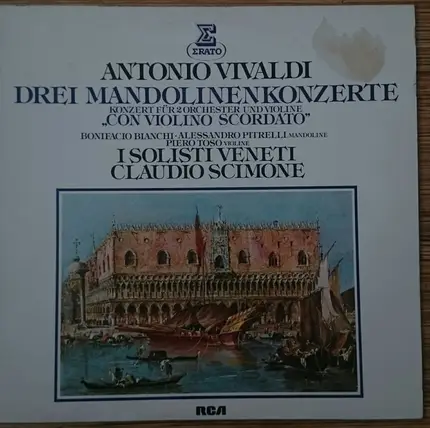 ERATO
ANTONIO VIVALDI
DREI MANDOLINENKONZERTE
KONZERT FÜR 2 ORCHESTER UND VIOLINE
„CON VIOLINO SCORDATO”
BONIFACIO BIANCHI · ALESSANDRO PITRELLI MANDOLINE
PIERO TOSO VIOLINE
I SOLISTI VENETI
CLAUDIO SCIMONE
RCA